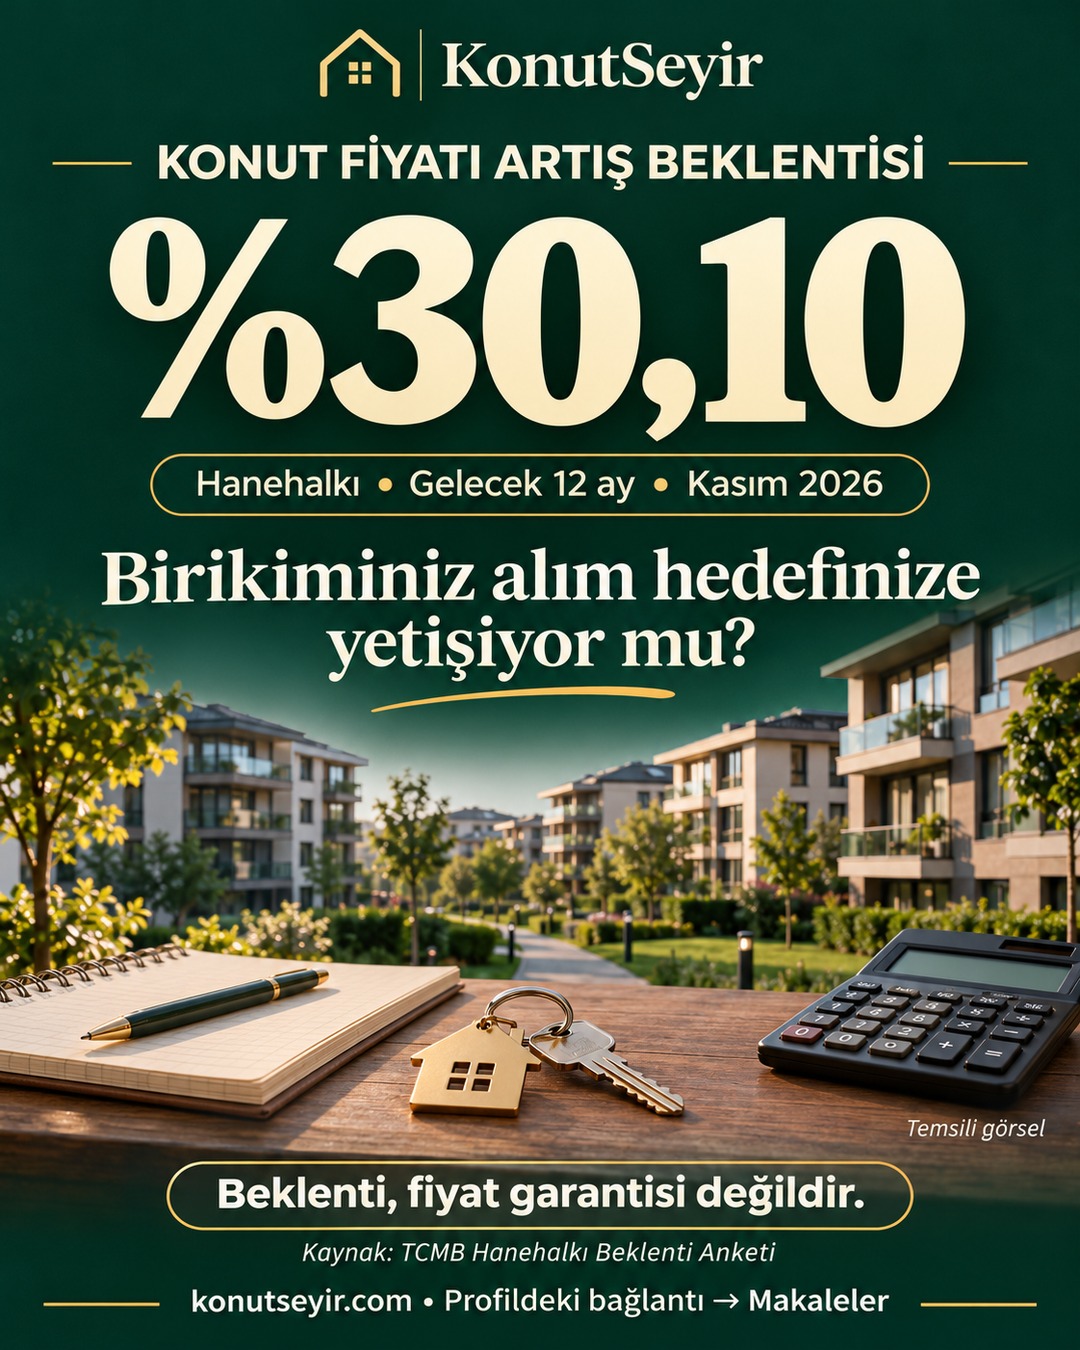 KonutSeyir
KONUT FİYATI ARTIŞ BEKLENTİSİ
%30,10
Hanehalkı • Gelecek 12 ay • Kasım 2026
Birikiminiz alım hedefinize
yetişiyor mu?
Temsili görsel
Beklenti, fiyat garantisi değildir.
Kaynak: TCMB Hanehalkı Beklenti Anketi
konutseyir.com • Profildeki bağlantı → Makaleler